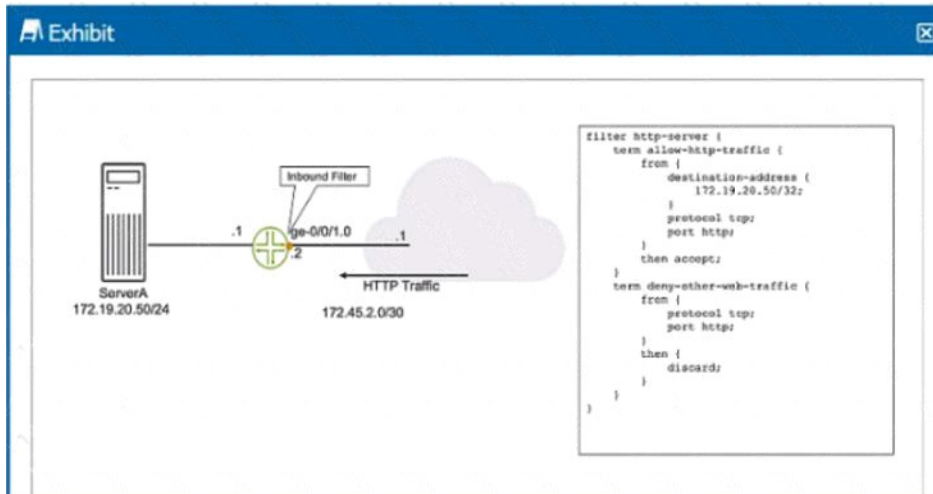 Exhibit
Inbound Filter
.1
ge-0/0/1.0
.1
.2
HTTP Traffic
ServerA
172.19.20.50/24
172.45.2.0/30
filter http-server {
term allow-http-traffic {
from {
destination-address {
172.19.20.50/32;
}
protocol tcp;
port http;
}
then accept;
}
term deny-other-web-traffic {
from {
protocol tcp;
port http;
}
then {
discard;
}
}
}